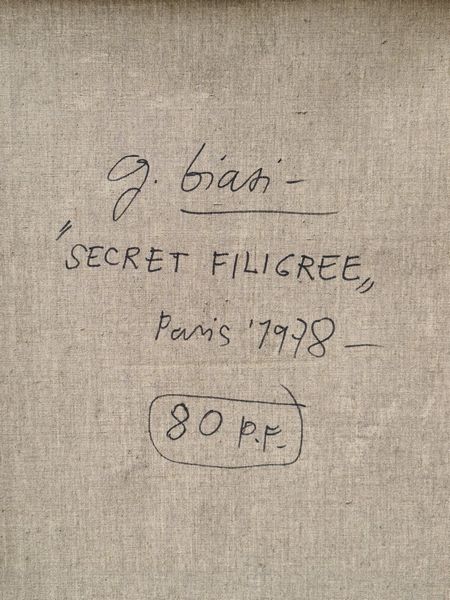 g. biasi -
"SECRET FILIGREE"
Paris '1978 —
80 P.F.